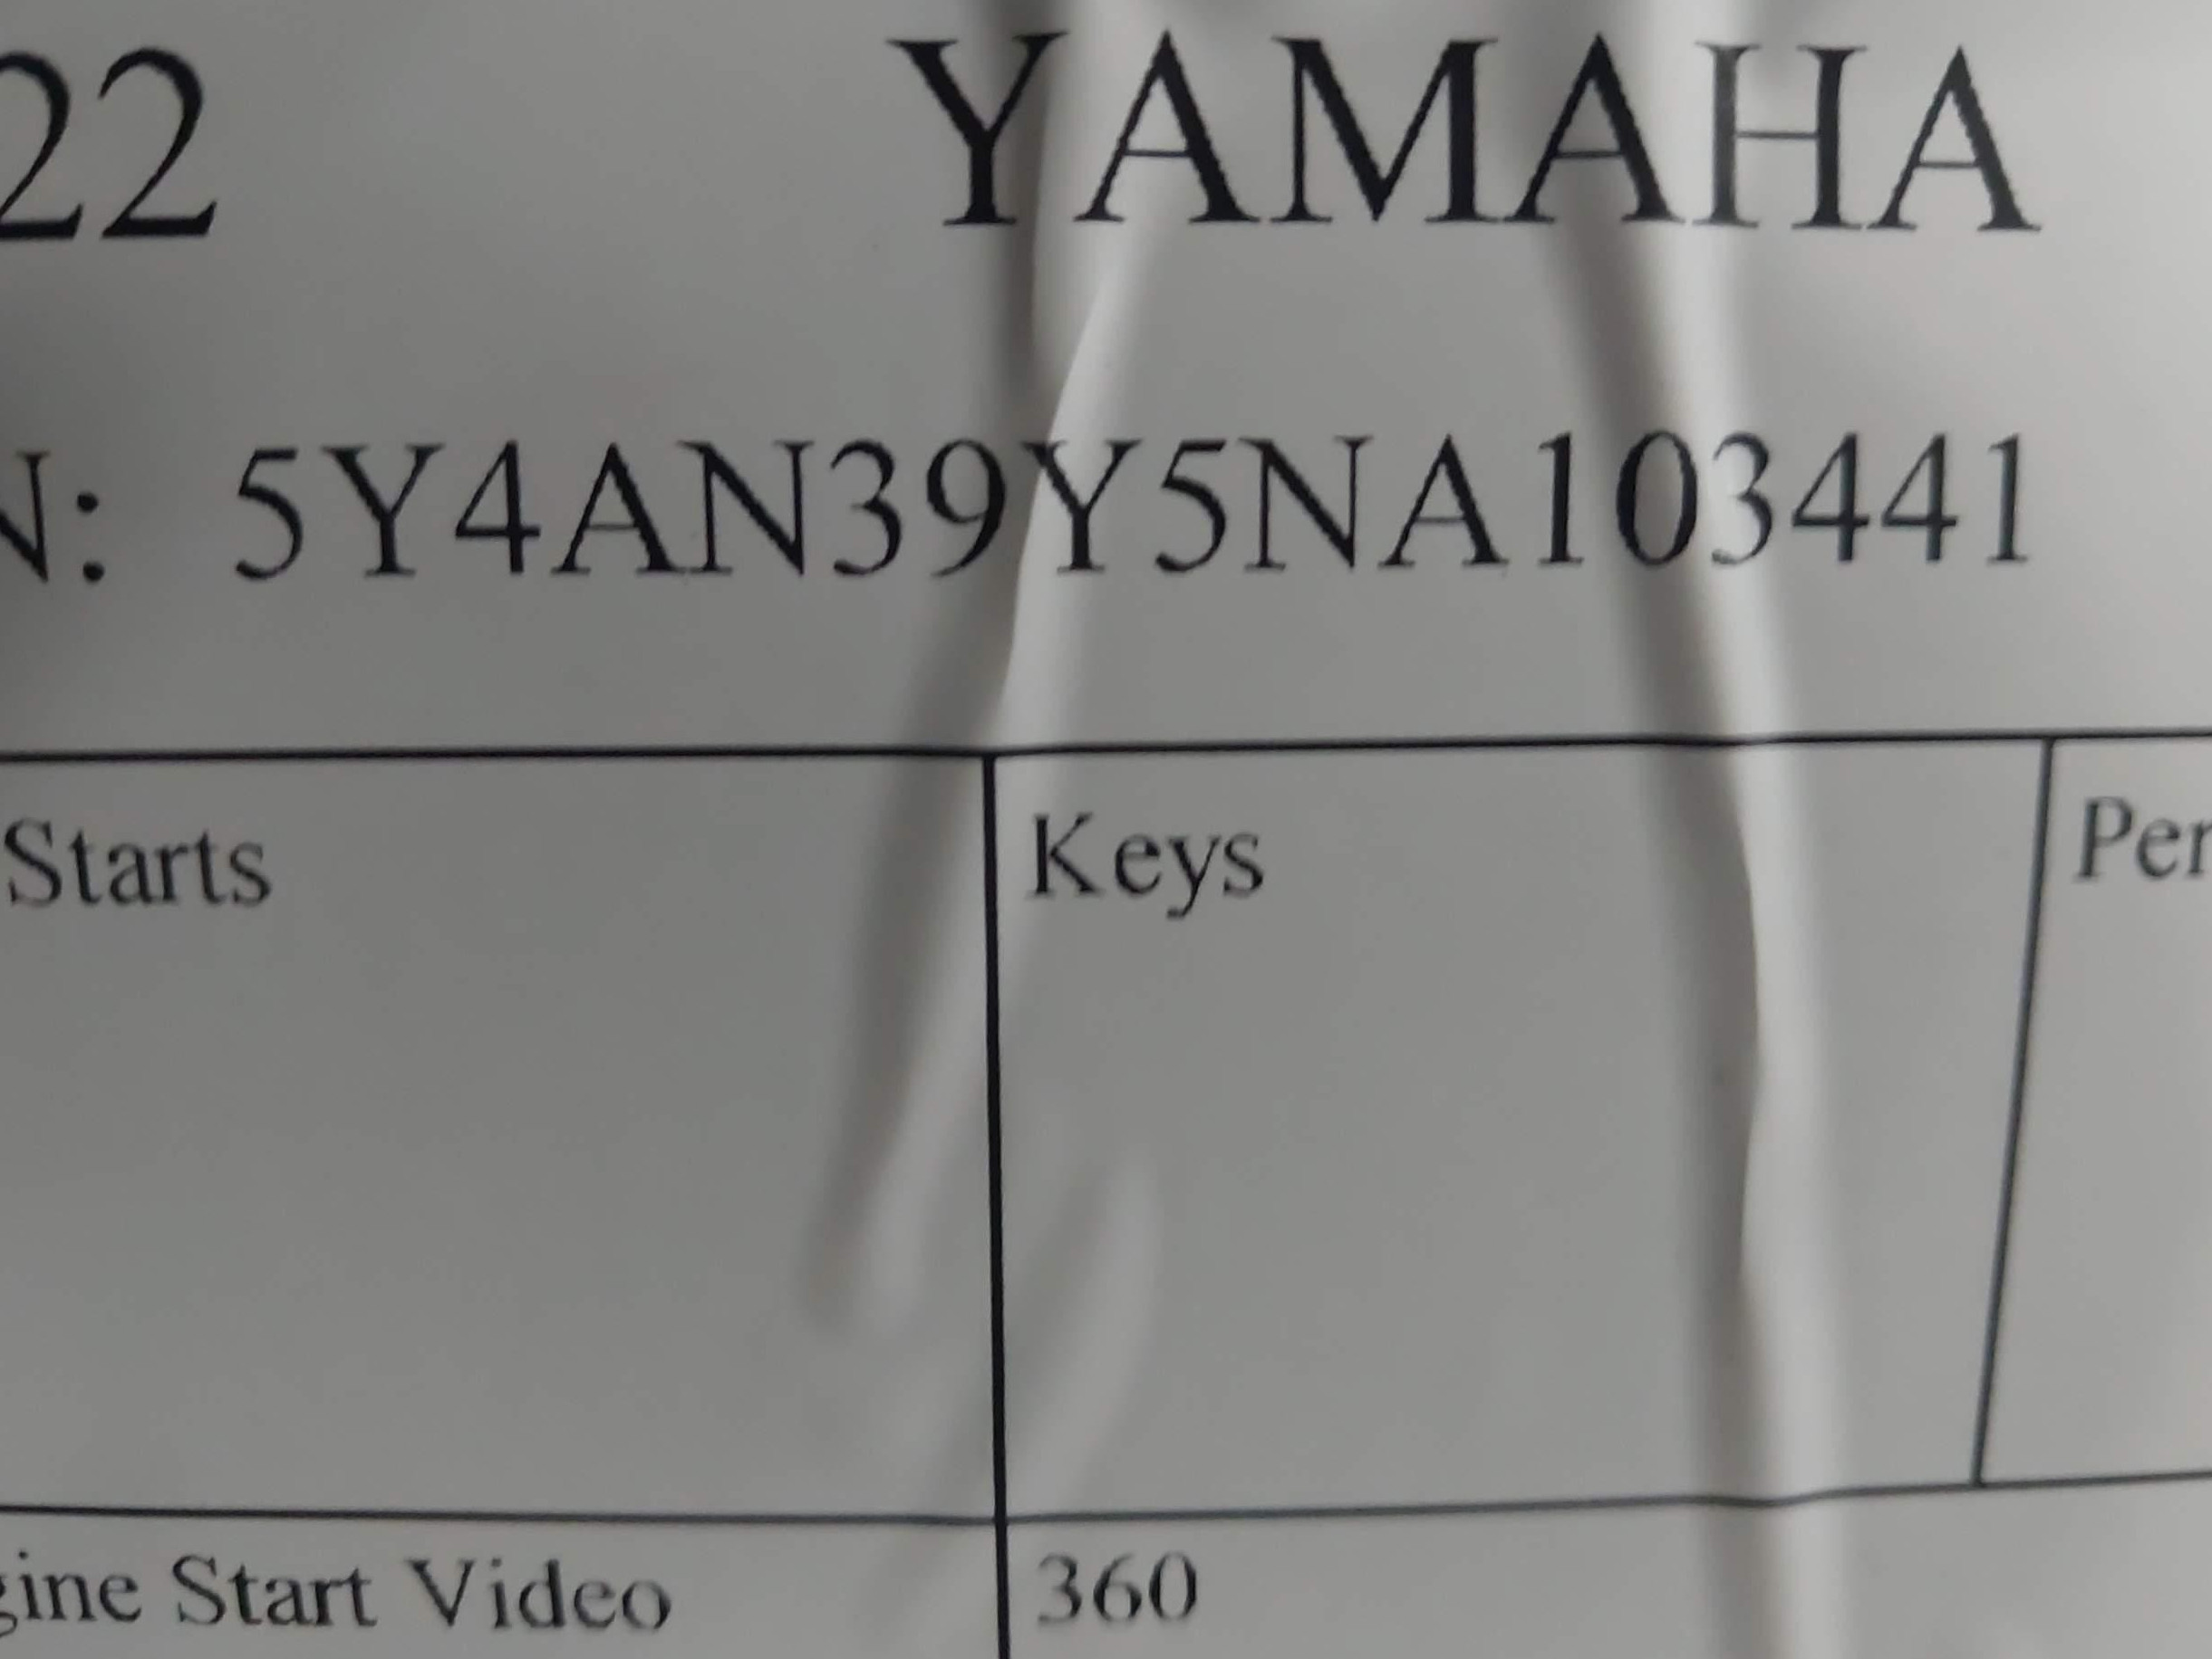 22 YAMAHA
N: 5Y4AN39Y5NA103441
Starts Keys Per
gine Start Video 360